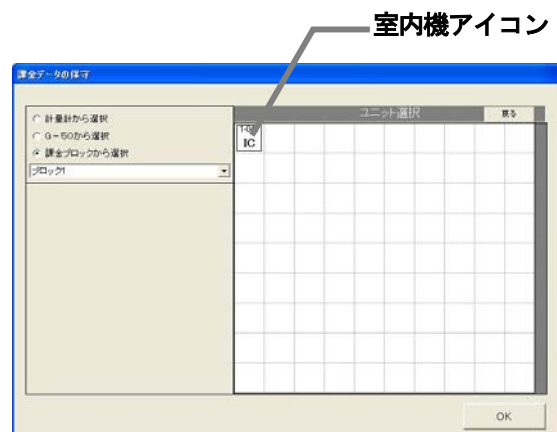 室内機アイコン
課金データの保守
ユニット選択
戻る
計量計から選択
G-50から選択
課金ブロックから選択
ブロック1
IC
OK